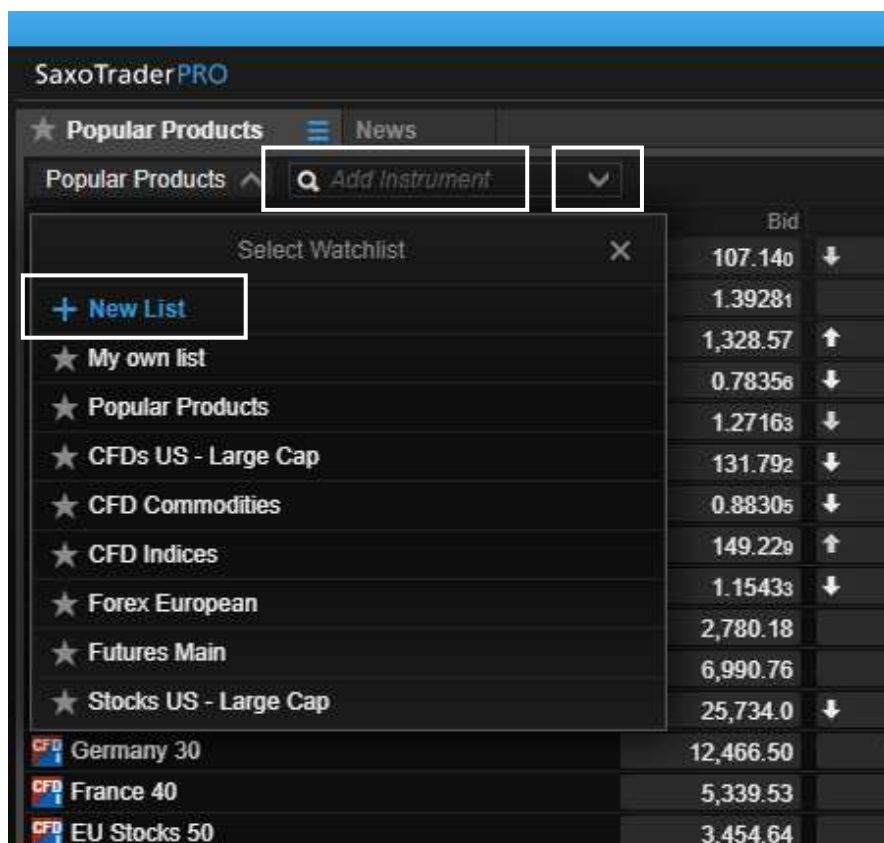 SaxoTraderPRO
Popular Products News
Popular Products Add Instrument
Bid
Select Watchlist
107.140
+ New List
1.39281
My own list
1,328.57
0.78356
Popular Products
1.27163
CFDs US - Large Cap
131.792
CFD Commodities
0.88305
CFD Indices
149.229
1.15433
Forex European
2,780.18
Futures Main
6,990.76
Stocks US - Large Cap
25,734.0
CFD I Germany 30 12,466.50
CFD I France 40 5,339.53
CFD EU Stocks 50 3,454.64